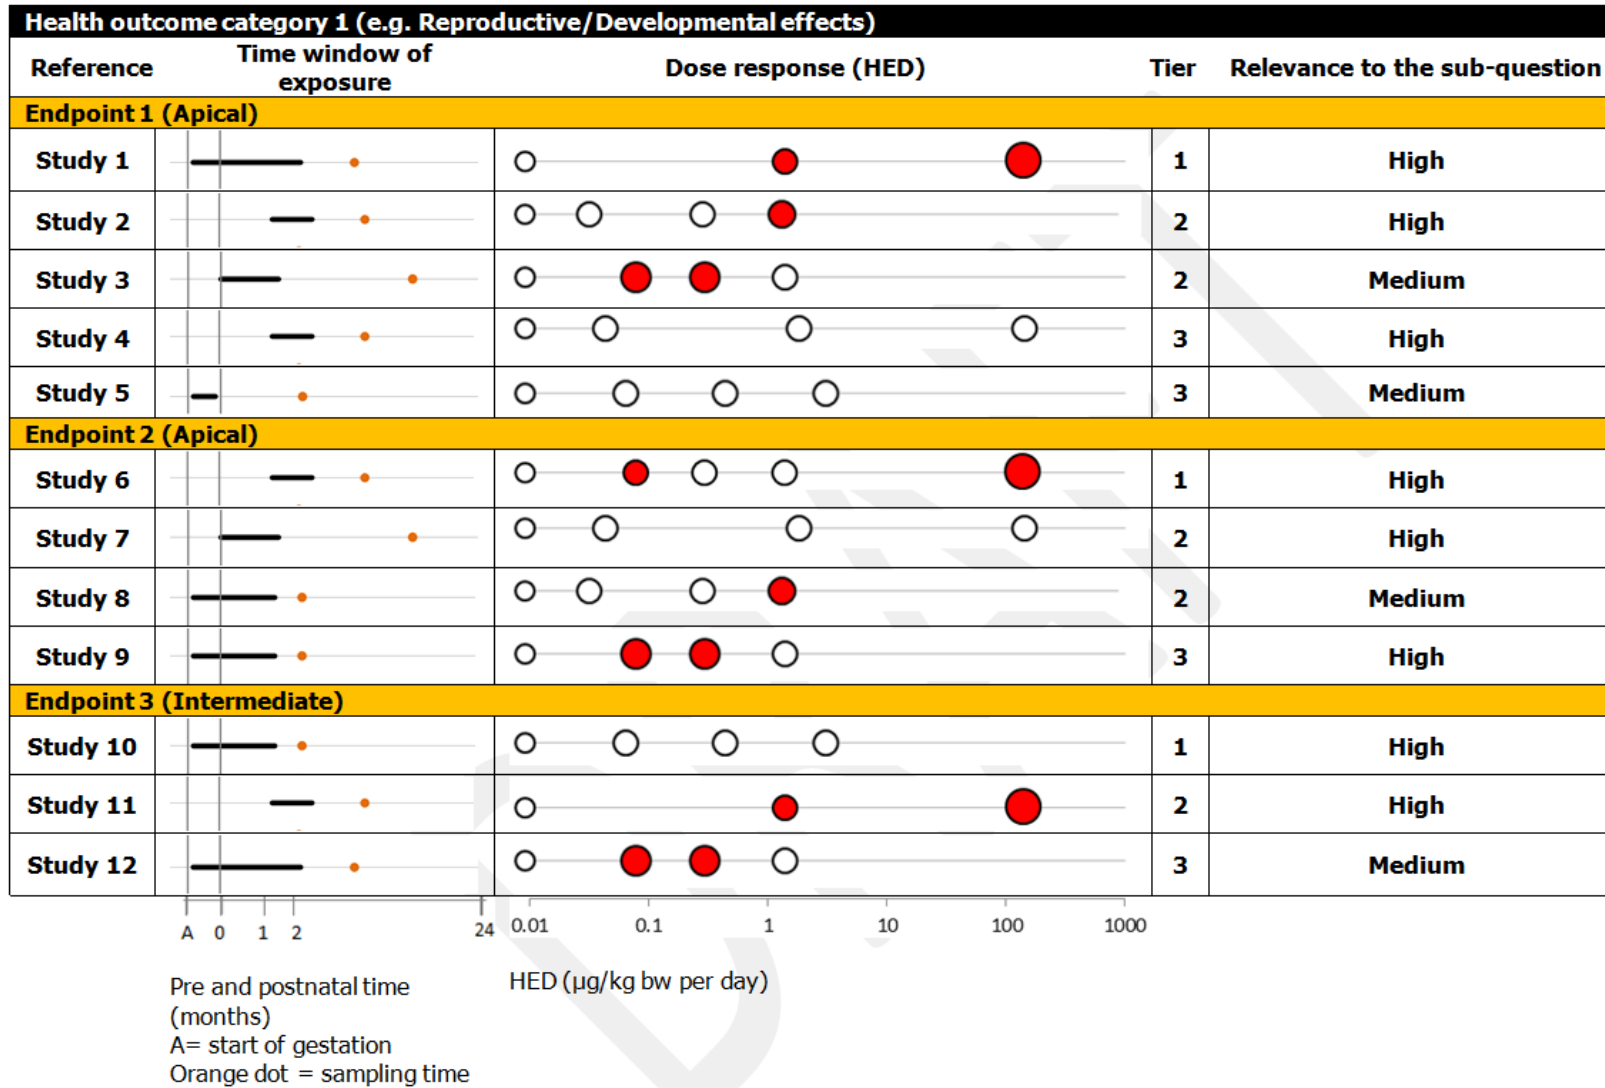 Health outcome category 1 (e.g. Reproductive/Developmental effects)
Reference Time window of exposure Dose response (HED) Tier Relevance to the sub-question
Endpoint 1 (Apical)
Study 1 1 High
Study 2 2 High
Study 3 2 Medium
Study 4 3 High
Study 5 3 Medium
Endpoint 2 (Apical)
Study 6 1 High
Study 7 2 High
Study 8 2 Medium
Study 9 3 High
Endpoint 3 (Intermediate)
Study 10 1 High
Study 11 2 High
Study 12 3 Medium
A 0 1 2 24 0.01 0.1 1 10 100 1000
HED (µg/kg bw per day)
Pre and postnatal time
(months)
A= start of gestation
Orange dot = sampling time